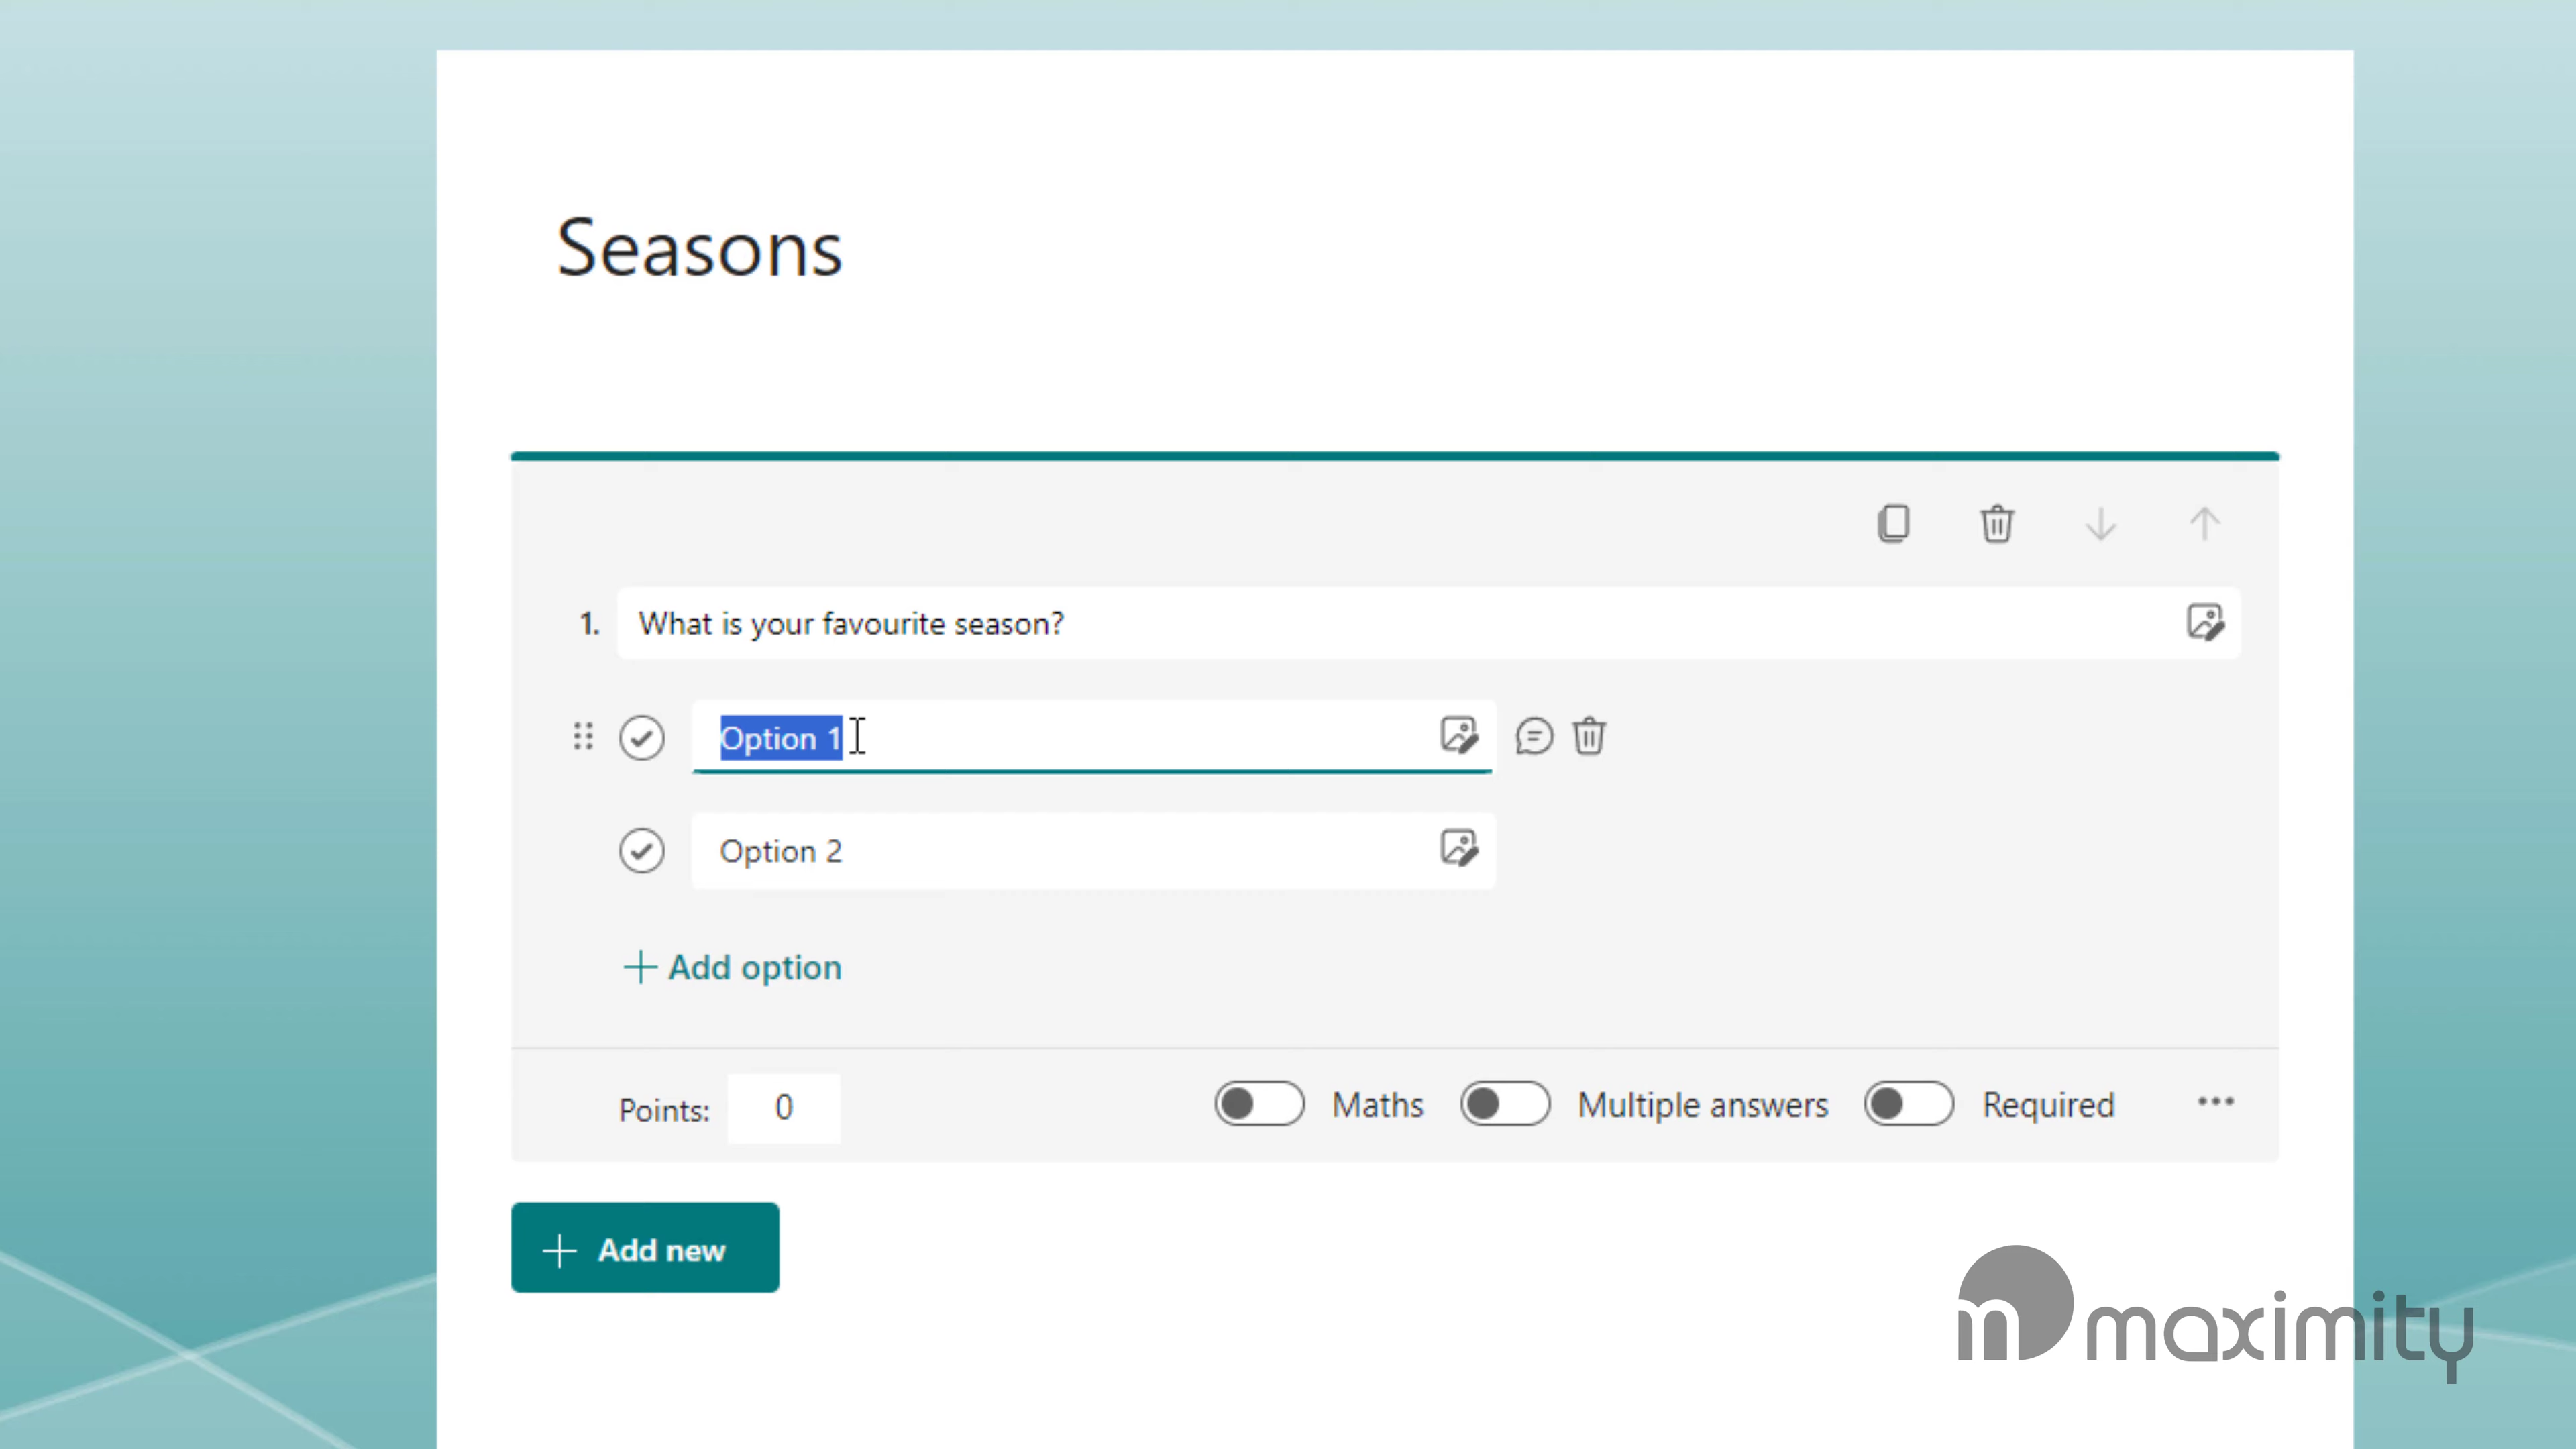 Seasons
1. What is your favourite season?
Option 1
Option 2
Add option
Points: 0 Maths Multiple answers Required
Add new
maximity